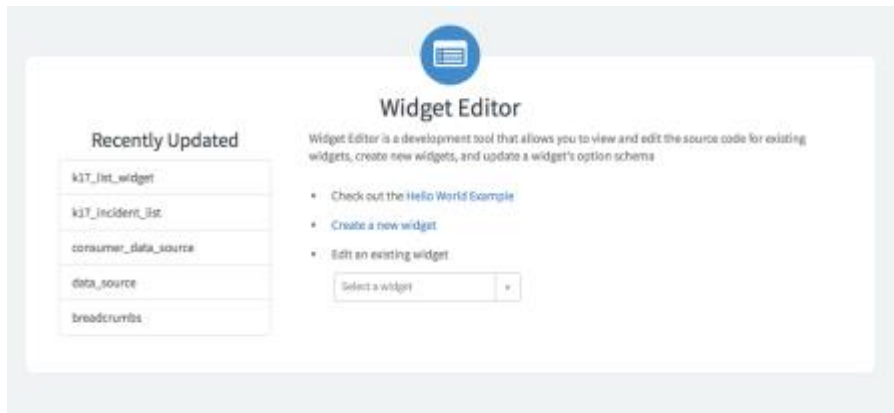 Widget Editor
Recently Updated
k17_list_widget
k17_incident_list
consumer_data_source
data_source
breadcrumbs
Widget Editor is a development tool that allows you to view and edit the source code for existing
widgets, create new widgets, and update a widget's option schema
• Check out the Hello World Example
• Create a new widget
• Edit an existing widget
Select a widget